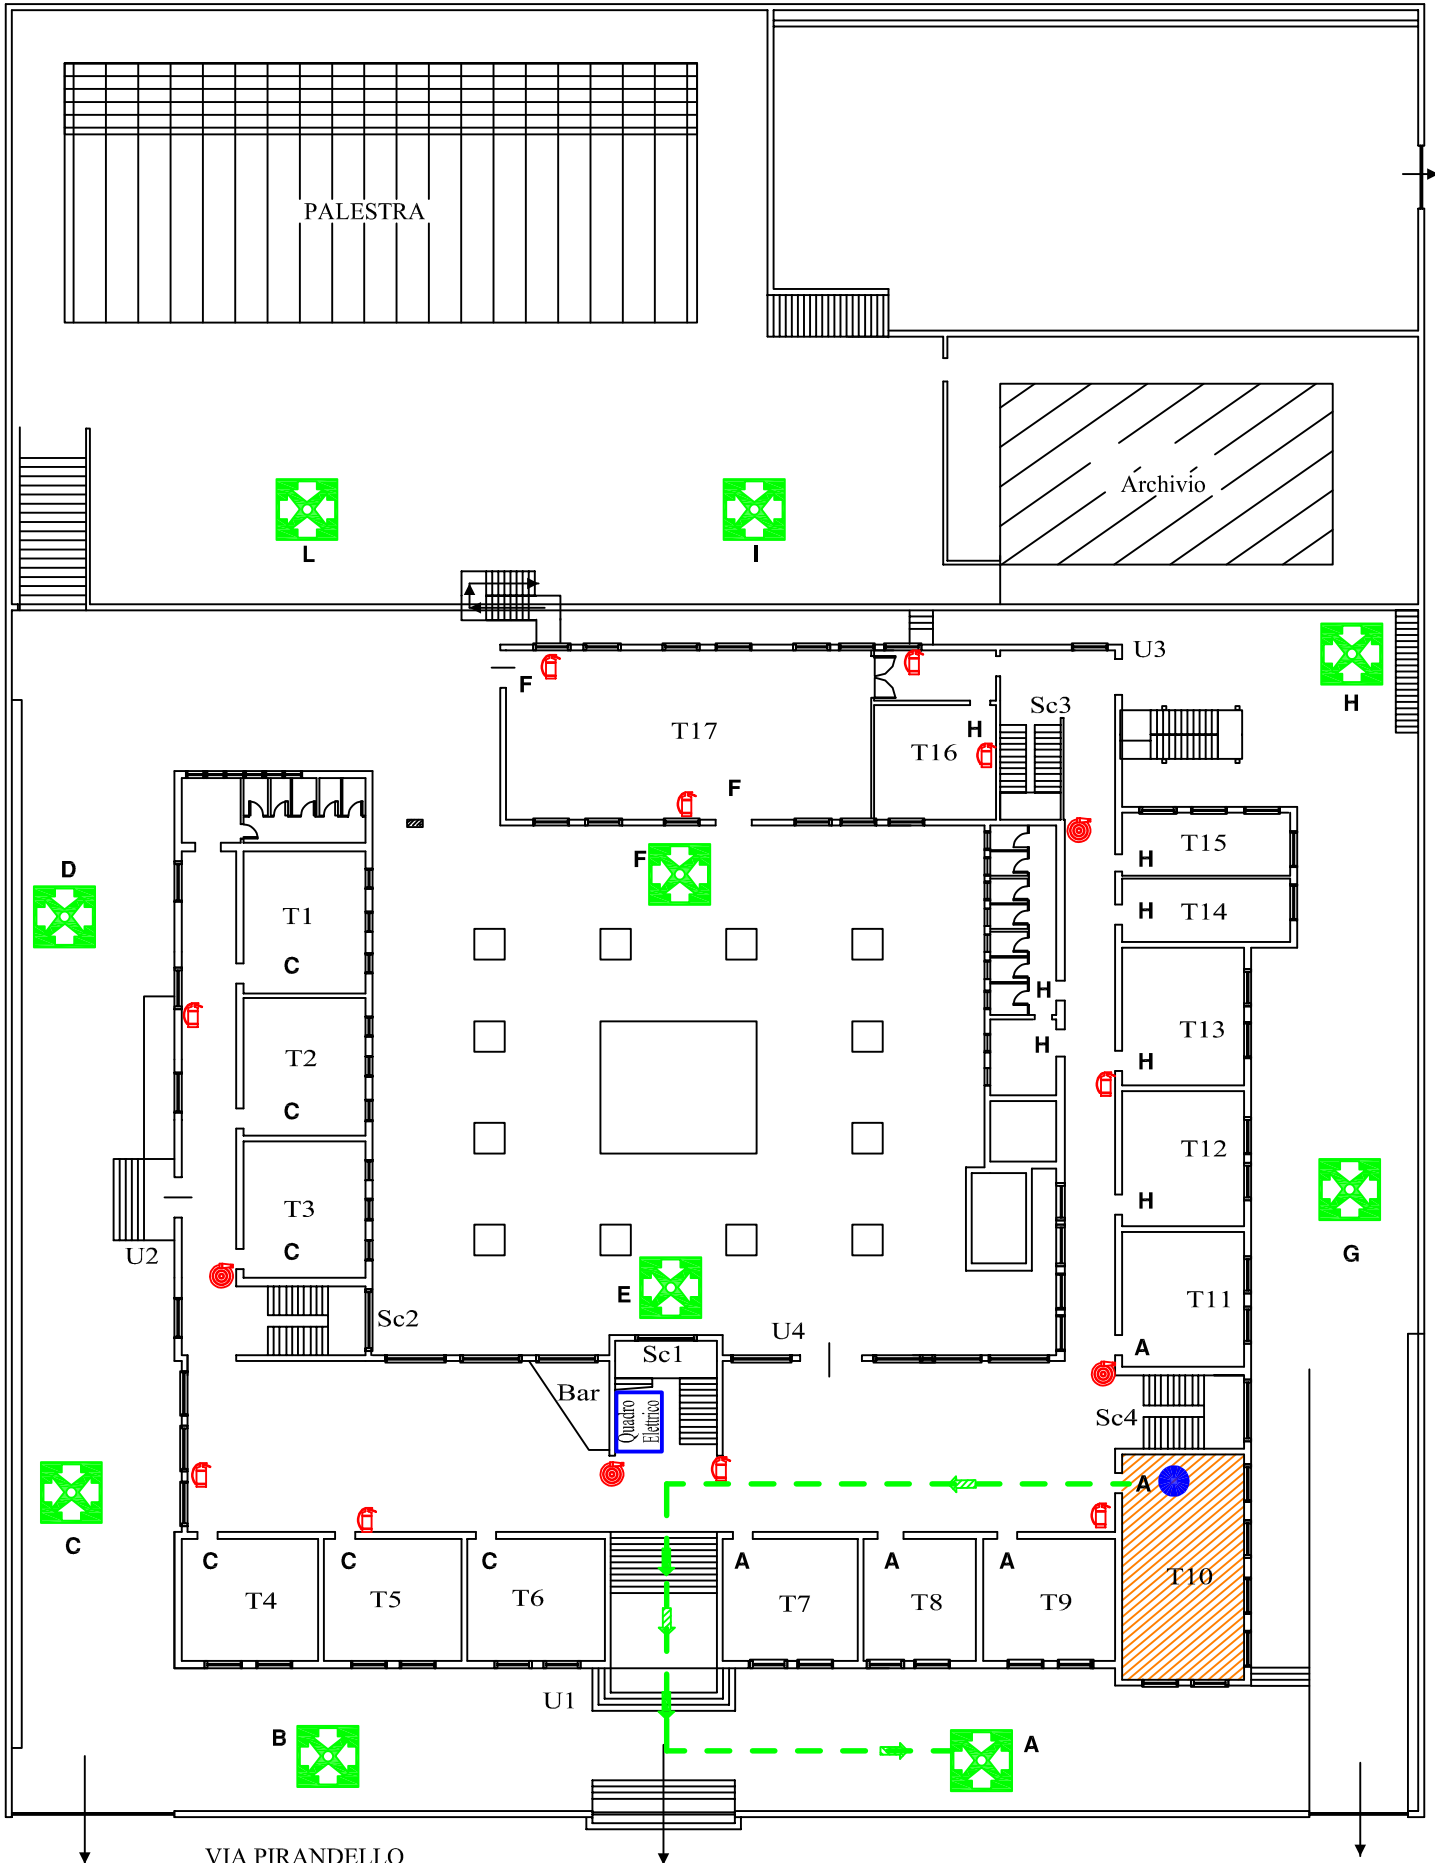 PALESTRA
Archivio
L
I
U3
H
F
Sc3
T17
H
T16
F
T15
H
F
D
T14
H
T1
C
H
T13
H
H
T2
C
T12
H
T3
C
U2
G
E
T11
Sc2
U4
A
Sc1
Bar
Quadro
Elettrico
Sc4
A
C
C
C
C
A
A
A
T4
T5
T6
T7
T8
T9
T10
U1
B
A
VIA PIRANDELLO